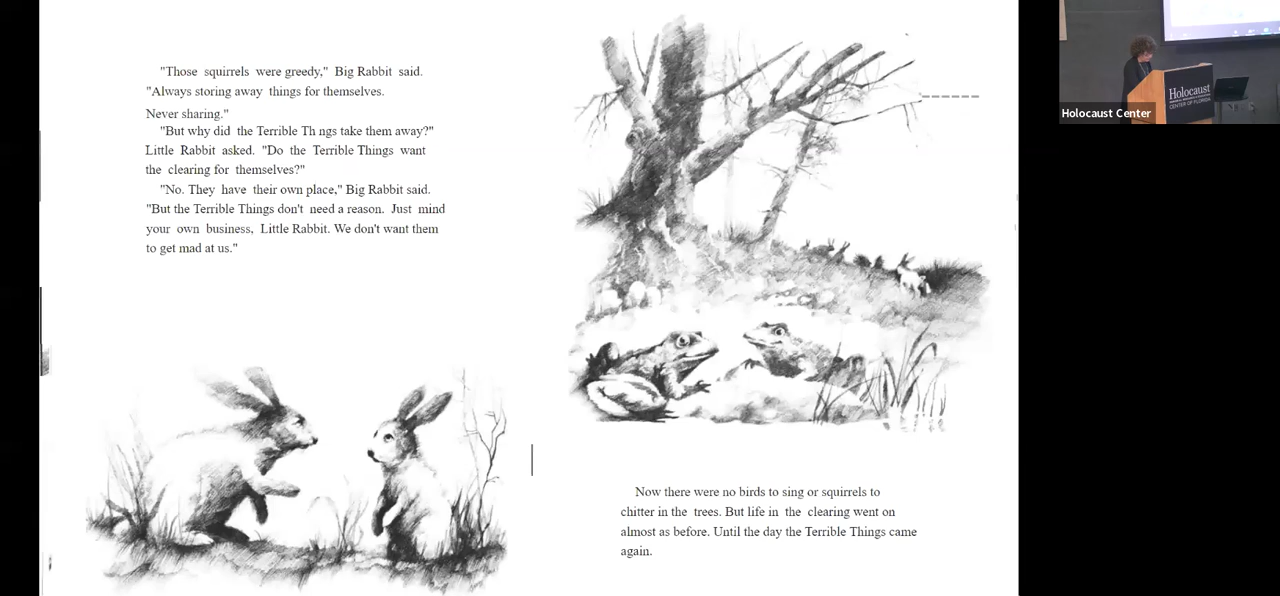 "Those squirrels were greedy," Big Rabbit said.
"Always storing away things for themselves.
Never sharing."
"But why did the Terrible Th ngs take them away?"
Little Rabbit asked. "Do the Terrible Things want
the clearing for themselves?"
"No. They have their own place," Big Rabbit said.
"But the Terrible Things don't need a reason. Just mind
your own business, Little Rabbit. We don't want them
to get mad at us."
Now there were no birds to sing or squirrels to
chitter in the trees. But life in the clearing went on
almost as before. Until the day the Terrible Things came
again.
Holocaust
CENTER OF FLORIDA
Holocaust Center